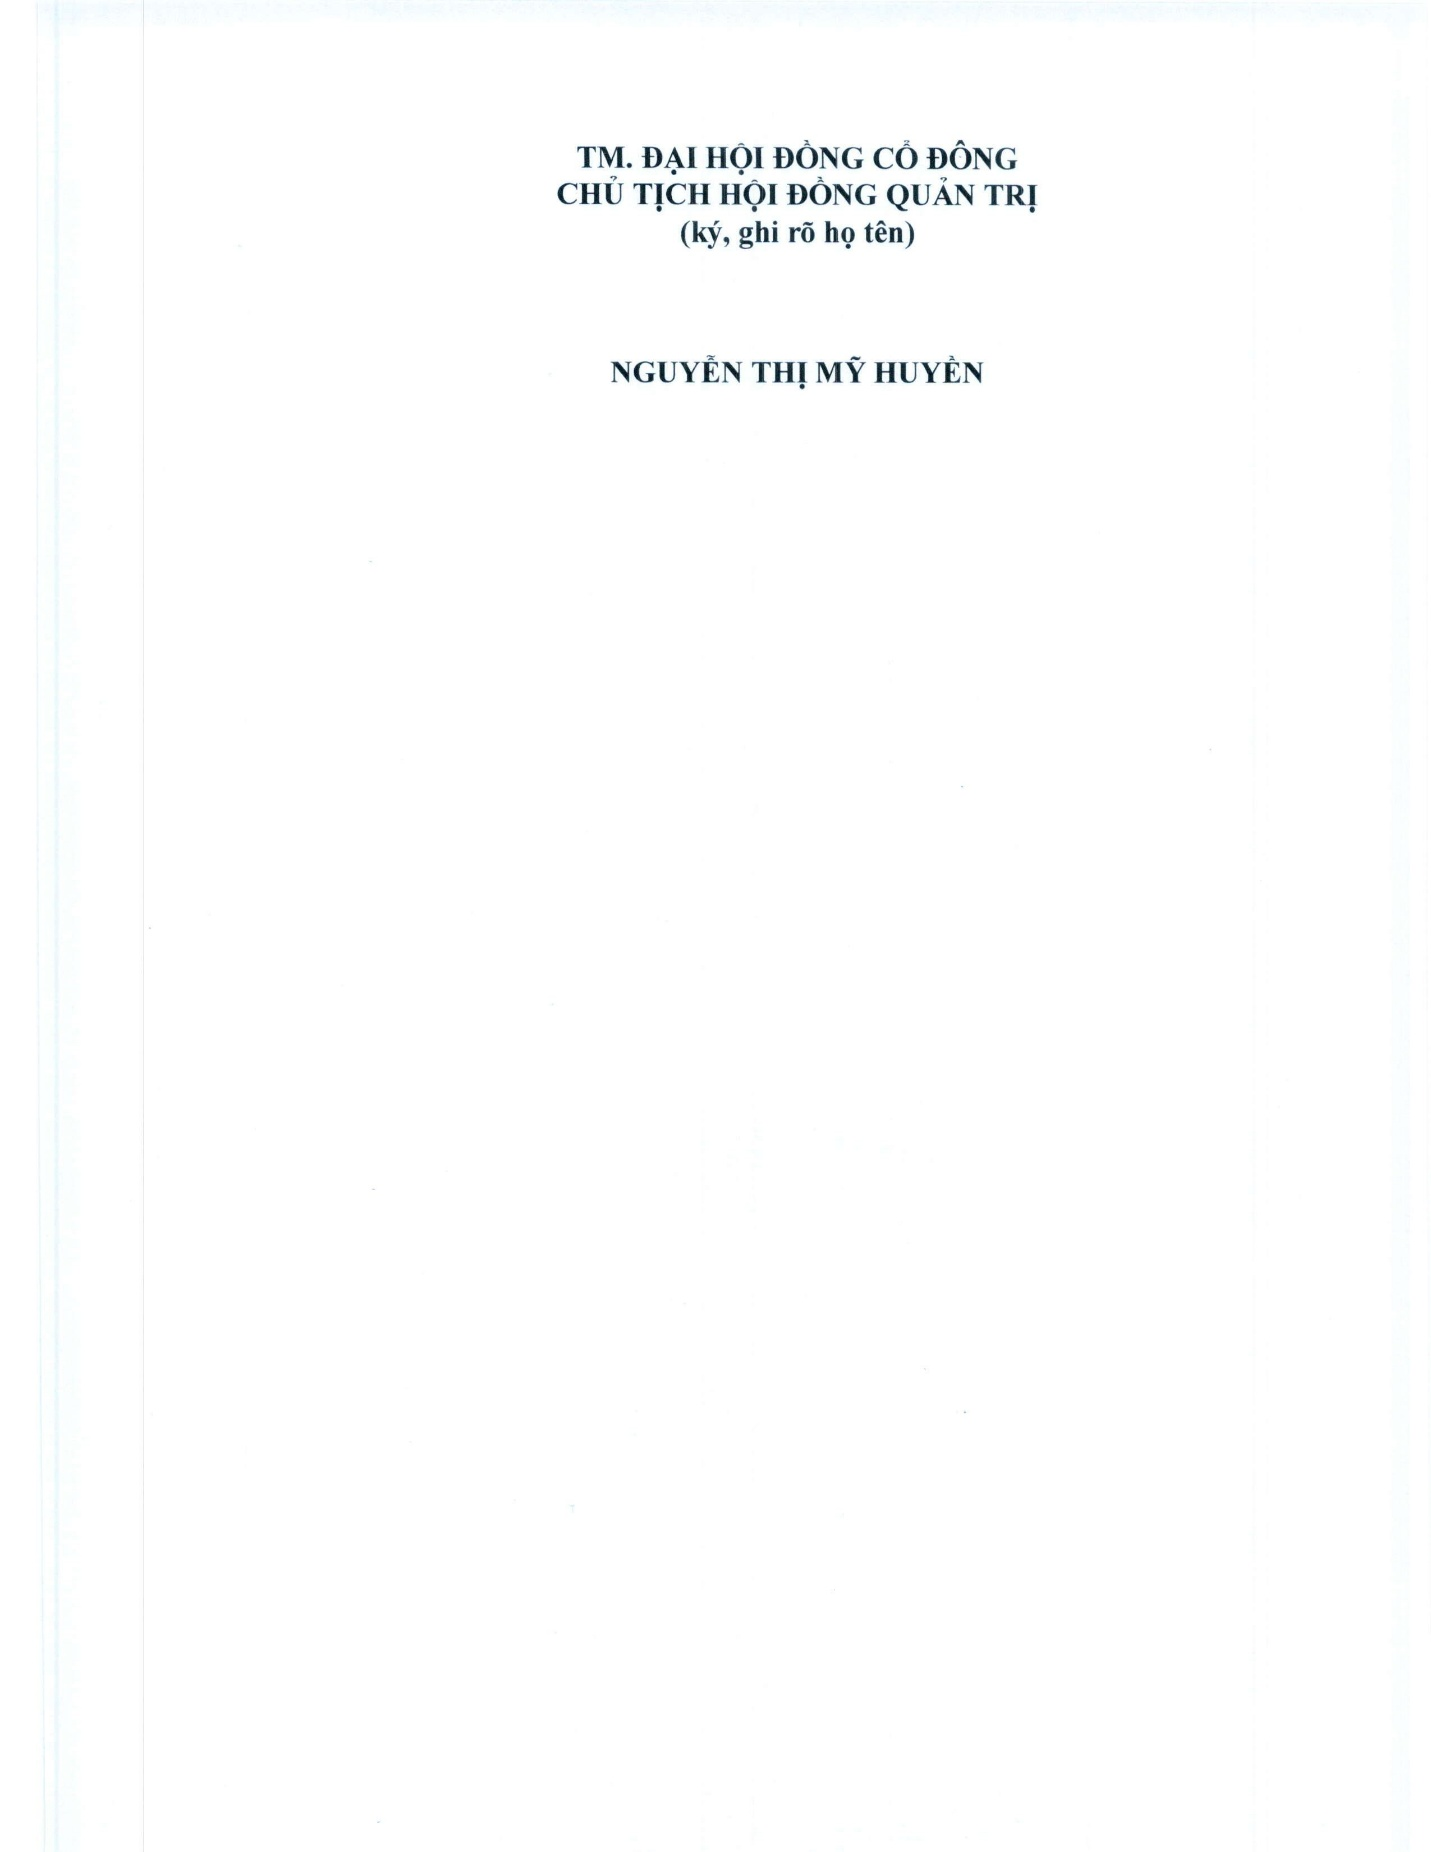 TM. ĐẠI HỘI ĐỒNG CỔ ĐÔNG
CHỦ TỊCH HỘI ĐỒNG QUẢN TRỊ
(ký, ghi rõ họ tên)
NGUYỄN THỊ MỸ HUYỀN